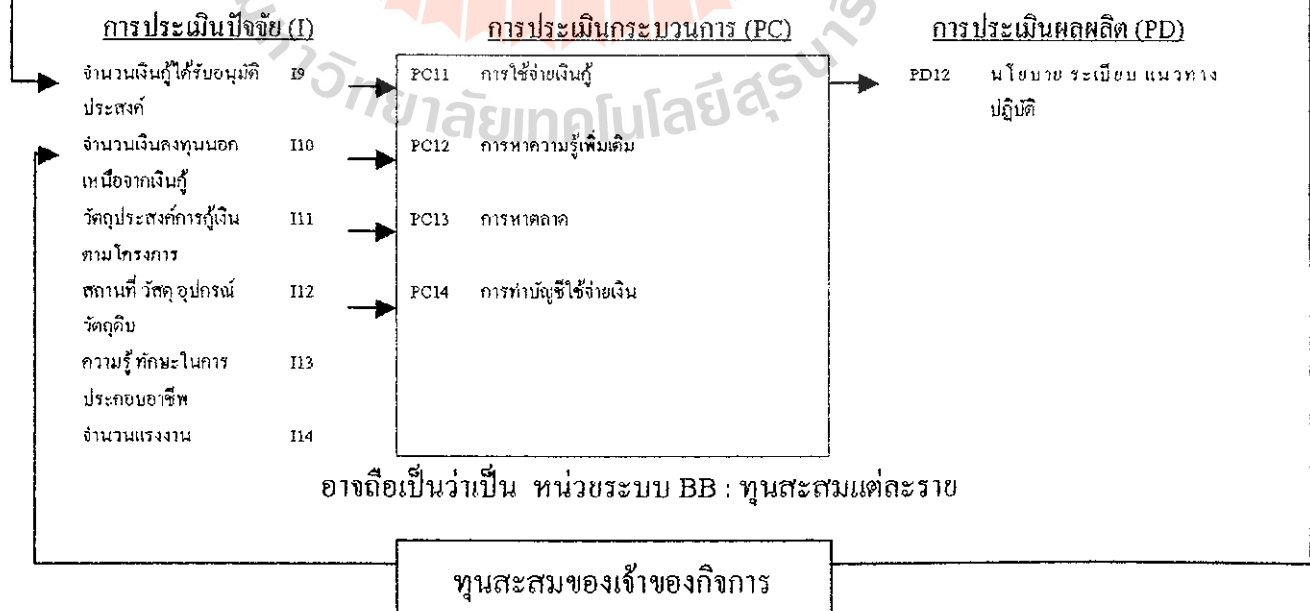 การประเมินปัจจัย (I) การประเมินกระบวนการ (PC) การประเมินผลผลิต (PD)
จำนวนเงินกู้ได้รับอนุมัติ I9 PC11 การใช้จ่ายเงินกู้ PD12 นโยบาย ระเบียบ แนวทาง
ประสงค์ ปฏิบัติ
จำนวนเงินลงทุนนอก I10 PC12 การหาความรู้เพิ่มเติม
เหนือจากเงินกู้
วัตถุประสงค์การกู้เงิน I11 PC13 การหาตลาด
ตามโครงการ
สถานที่ วัสดุ อุปกรณ์ I12 PC14 การทำบัญชีใช้จ่ายเงิน
วัตถุดิบ
ความรู้ ทักษะในการ I13
ประกอบอาชีพ
จำนวนแรงงาน I14
อาจถือเป็นว่าเป็น หน่วยระบบ BB : ทุนสะสมแต่ละราย
ทุนสะสมของเจ้าของกิจการ